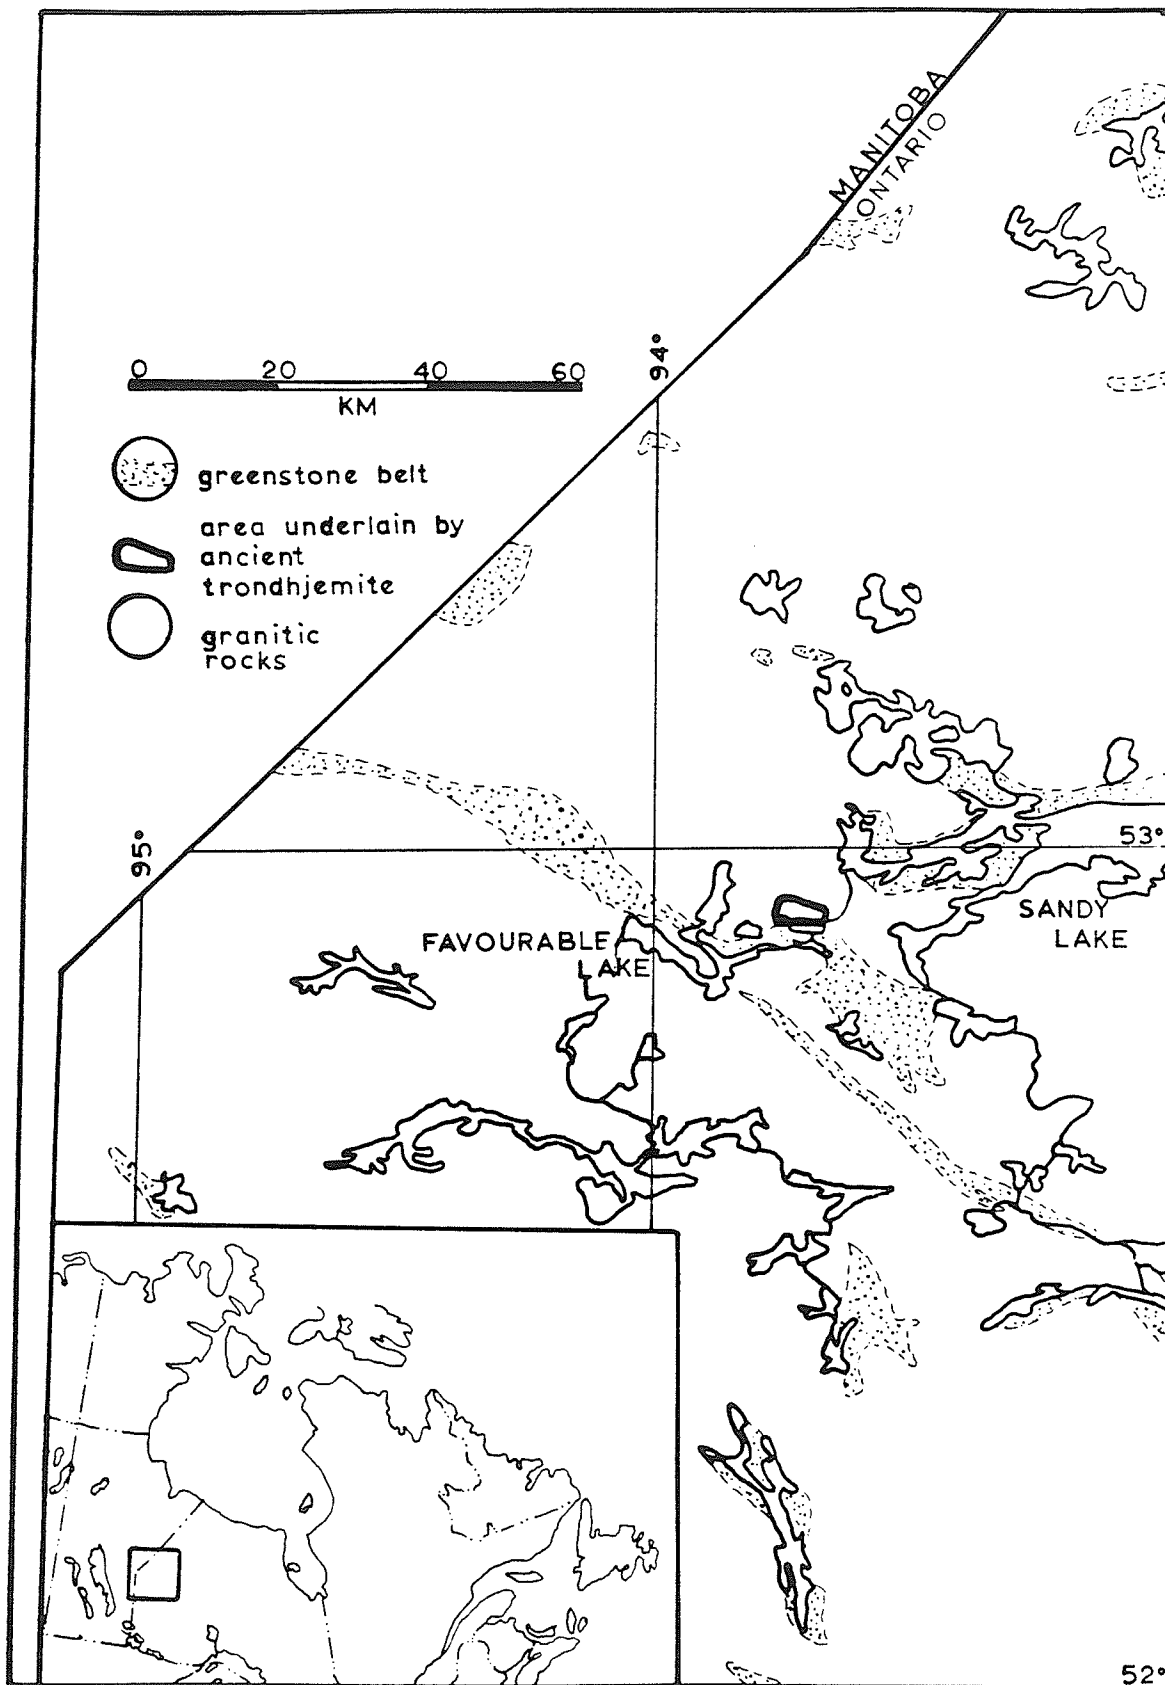 MANITOBA
ONTARIO
0 20 40 60
KM
94°
greenstone belt
area underlain by
ancient
trondhjemite
granitic
rocks
95°
53°
SANDY
LAKE
FAVOURABLE
LAKE
52°